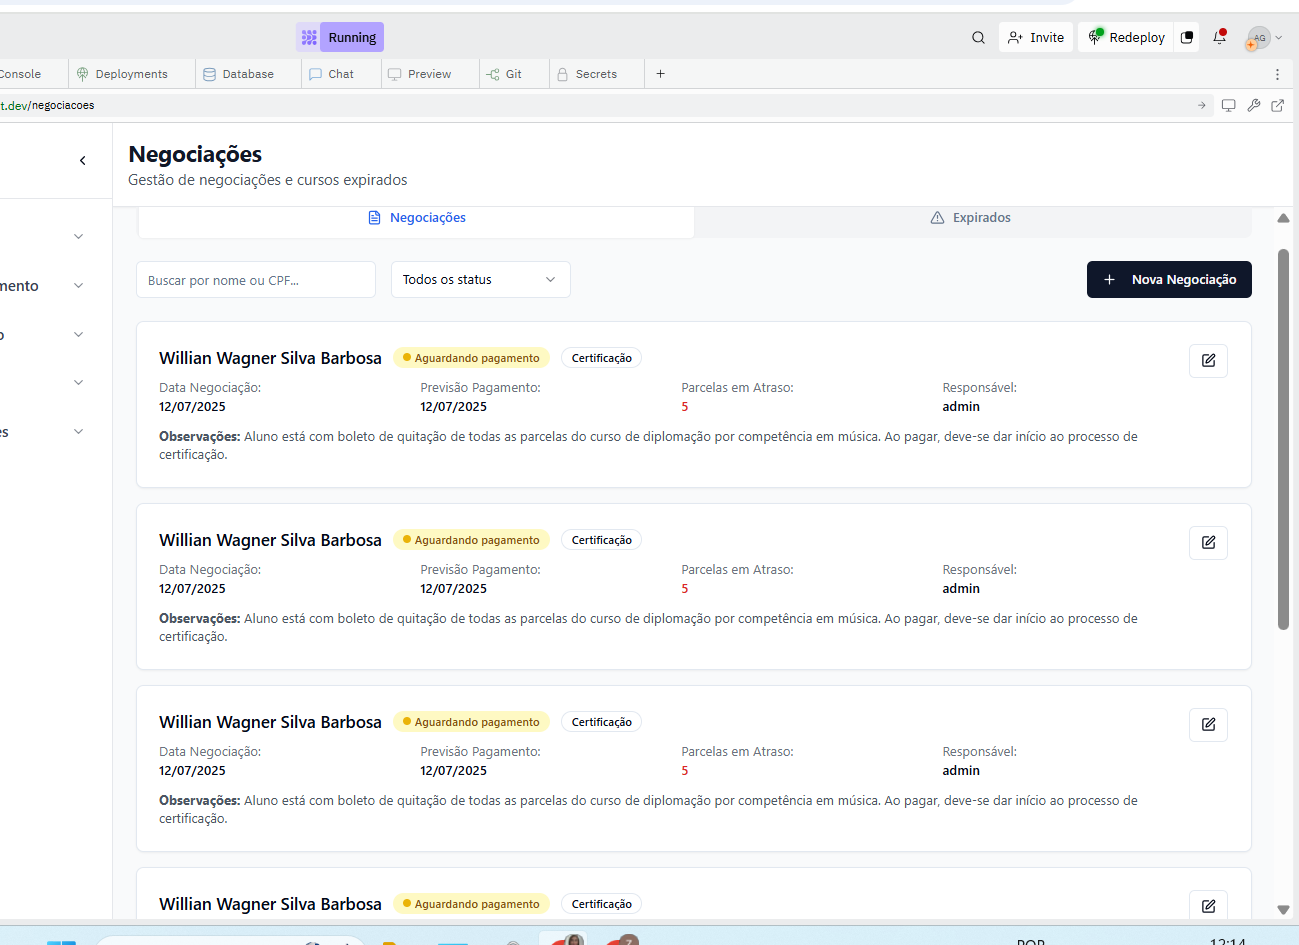 Running
Invite
Redeploy
AG
Console
Deployments
Database
Chat
Preview
Git
Secrets
t.dev/negociacoes
Negociações
Gestão de negociações e cursos expirados
mento
o
es
Negociações
Expirados
Buscar por nome ou CPF...
Todos os status
Nova Negociação
Willian Wagner Silva Barbosa
Aguardando pagamento
Certificação
Data Negociação:
Previsão Pagamento:
Parcelas em Atraso:
Responsável:
12/07/2025
12/07/2025
5
admin
Observações: Aluno está com boleto de quitação de todas as parcelas do curso de diplomação por competência em música. Ao pagar, deve-se dar início ao processo de
certificação.
Willian Wagner Silva Barbosa
Aguardando pagamento
Certificação
Data Negociação:
Previsão Pagamento:
Parcelas em Atraso:
Responsável:
12/07/2025
12/07/2025
5
admin
Observações: Aluno está com boleto de quitação de todas as parcelas do curso de diplomação por competência em música. Ao pagar, deve-se dar início ao processo de
certificação.
Willian Wagner Silva Barbosa
Aguardando pagamento
Certificação
Data Negociação:
Previsão Pagamento:
Parcelas em Atraso:
Responsável:
12/07/2025
12/07/2025
5
admin
Observações: Aluno está com boleto de quitação de todas as parcelas do curso de diplomação por competência em música. Ao pagar, deve-se dar início ao processo de
certificação.
Willian Wagner Silva Barbosa
Aguardando pagamento
Certificação
7
POR
12:14